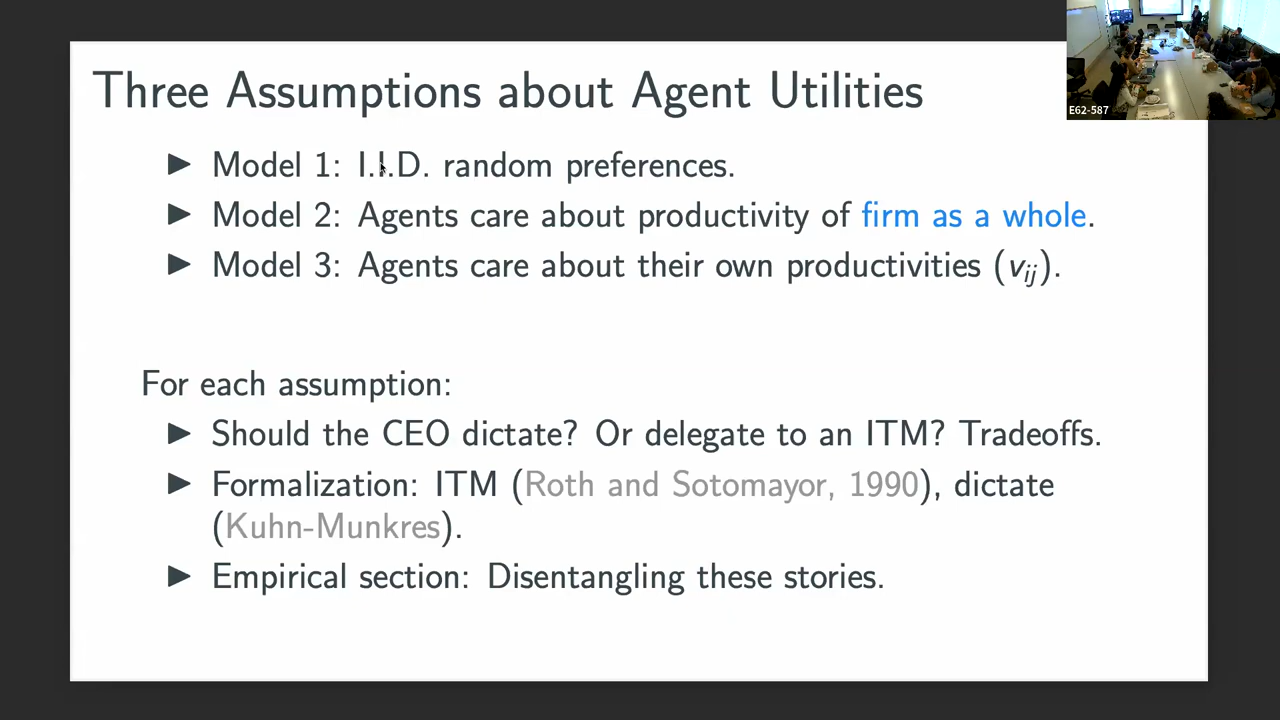 Three Assumptions about Agent Utilities
▶ Model 1: I.I.D. random preferences.
▶ Model 2: Agents care about productivity of firm as a whole.
▶ Model 3: Agents care about their own productivities (v_ij).
For each assumption:
▶ Should the CEO dictate? Or delegate to an ITM? Tradeoffs.
▶ Formalization: ITM (Roth and Sotomayor, 1990), dictate
(Kuhn-Munkres).
▶ Empirical section: Disentangling these stories.
E62-587